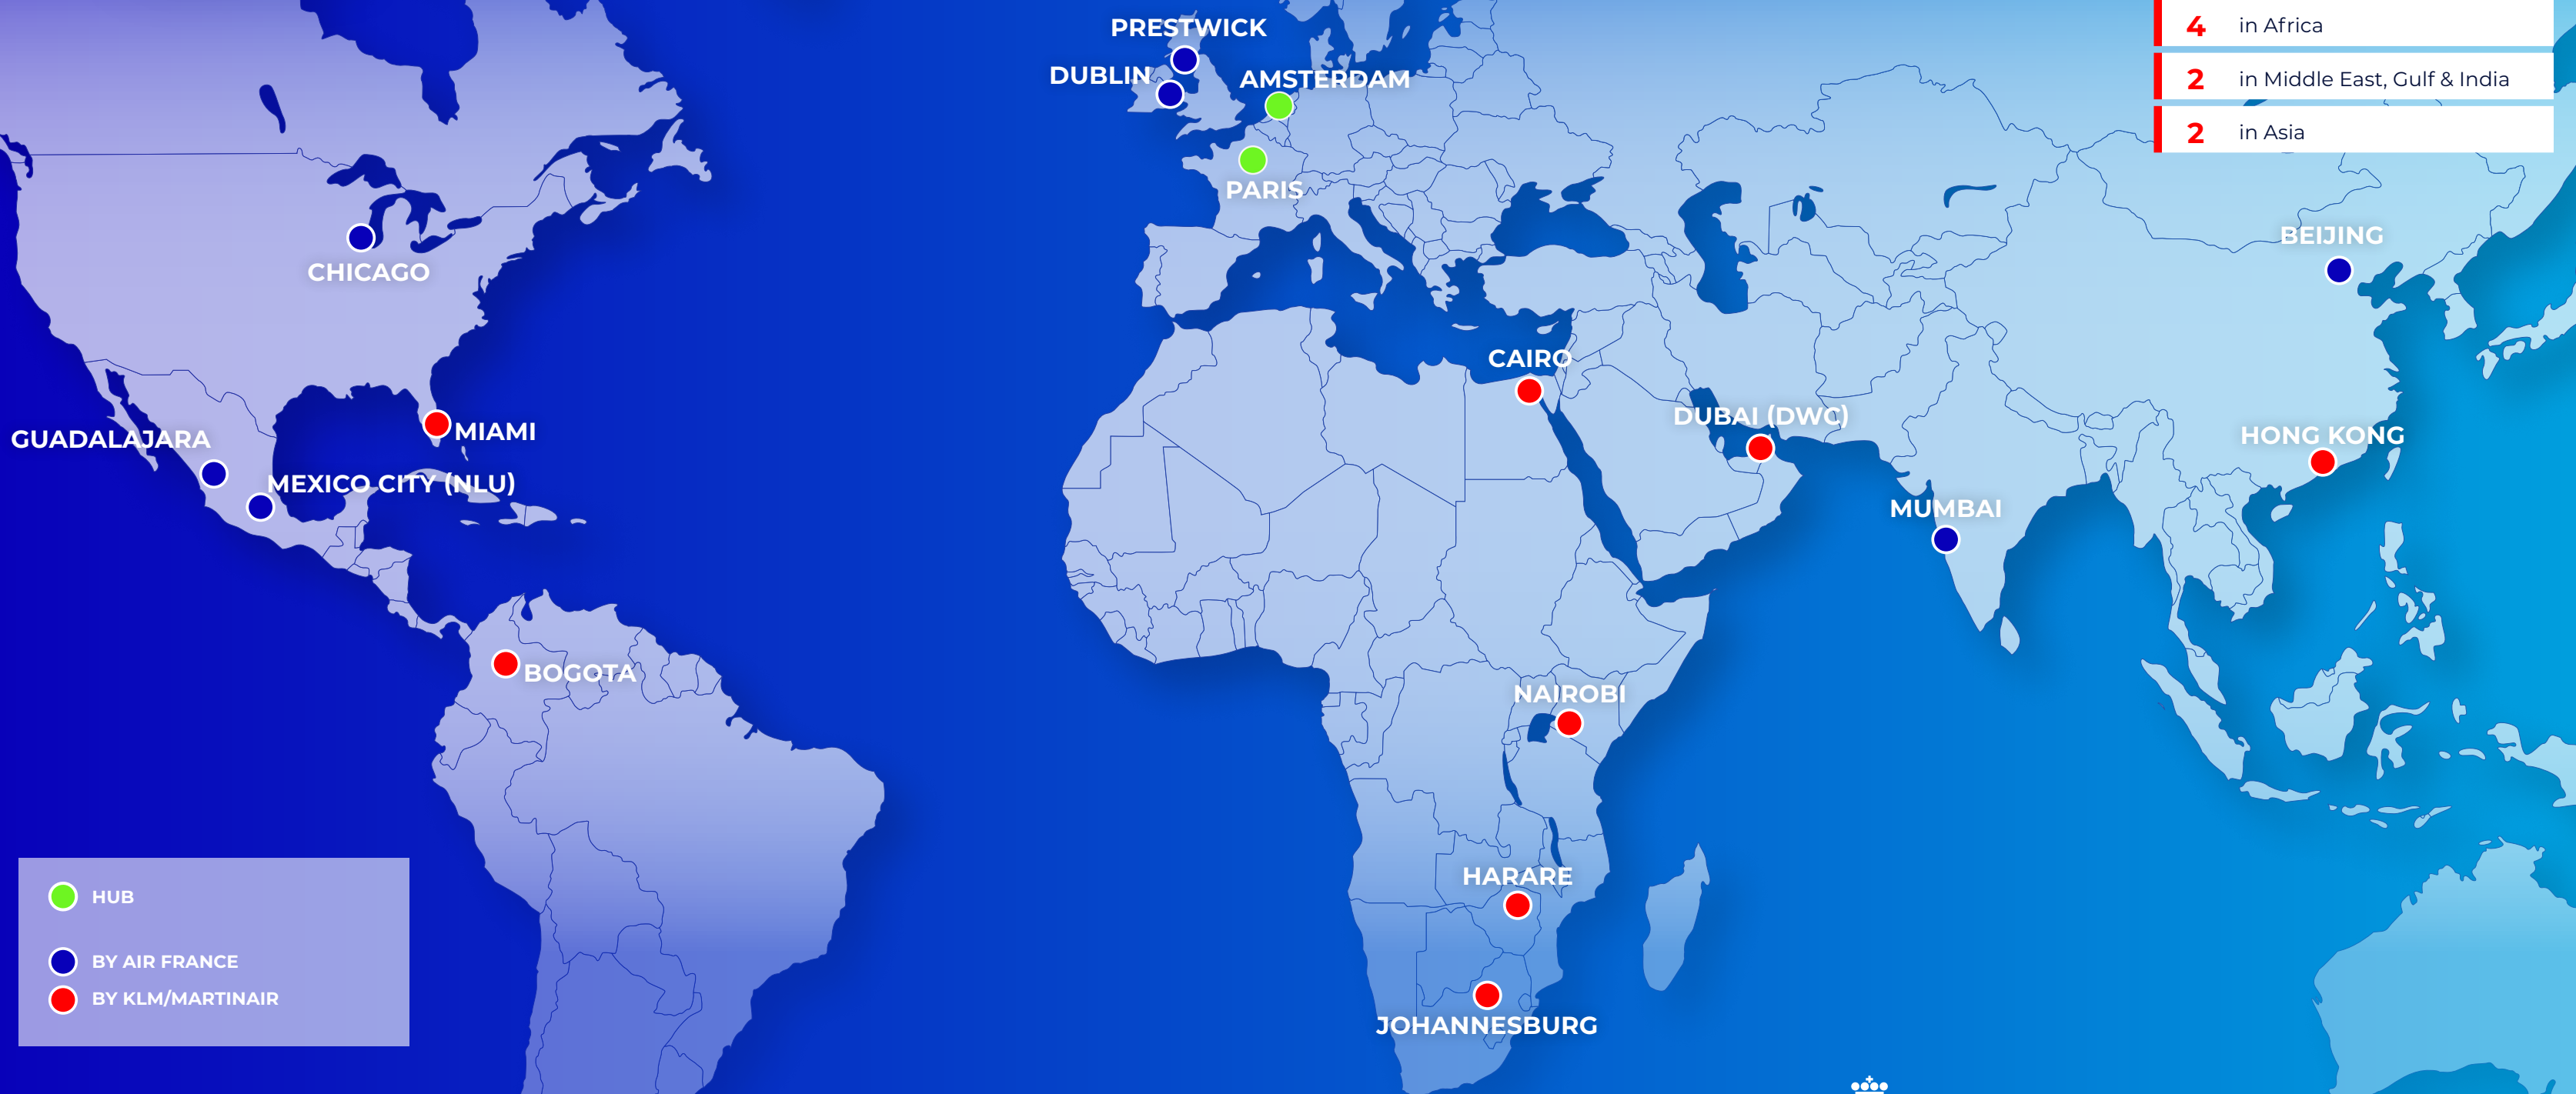 PRESTWICK
4 in Africa
DUBLIN
AMSTERDAM
2 in Middle East, Gulf & India
2 in Asia
PARIS
BEIJING
CHICAGO
CAIRO
DUBAI (DWC)
MIAMI
GUADALAJARA
HONG KONG
MEXICO CITY (NLU)
MUMBAI
BOGOTA
NAIROBI
HARARE
HUB
BY AIR FRANCE
BY KLM/MARTINAIR
JOHANNESBURG